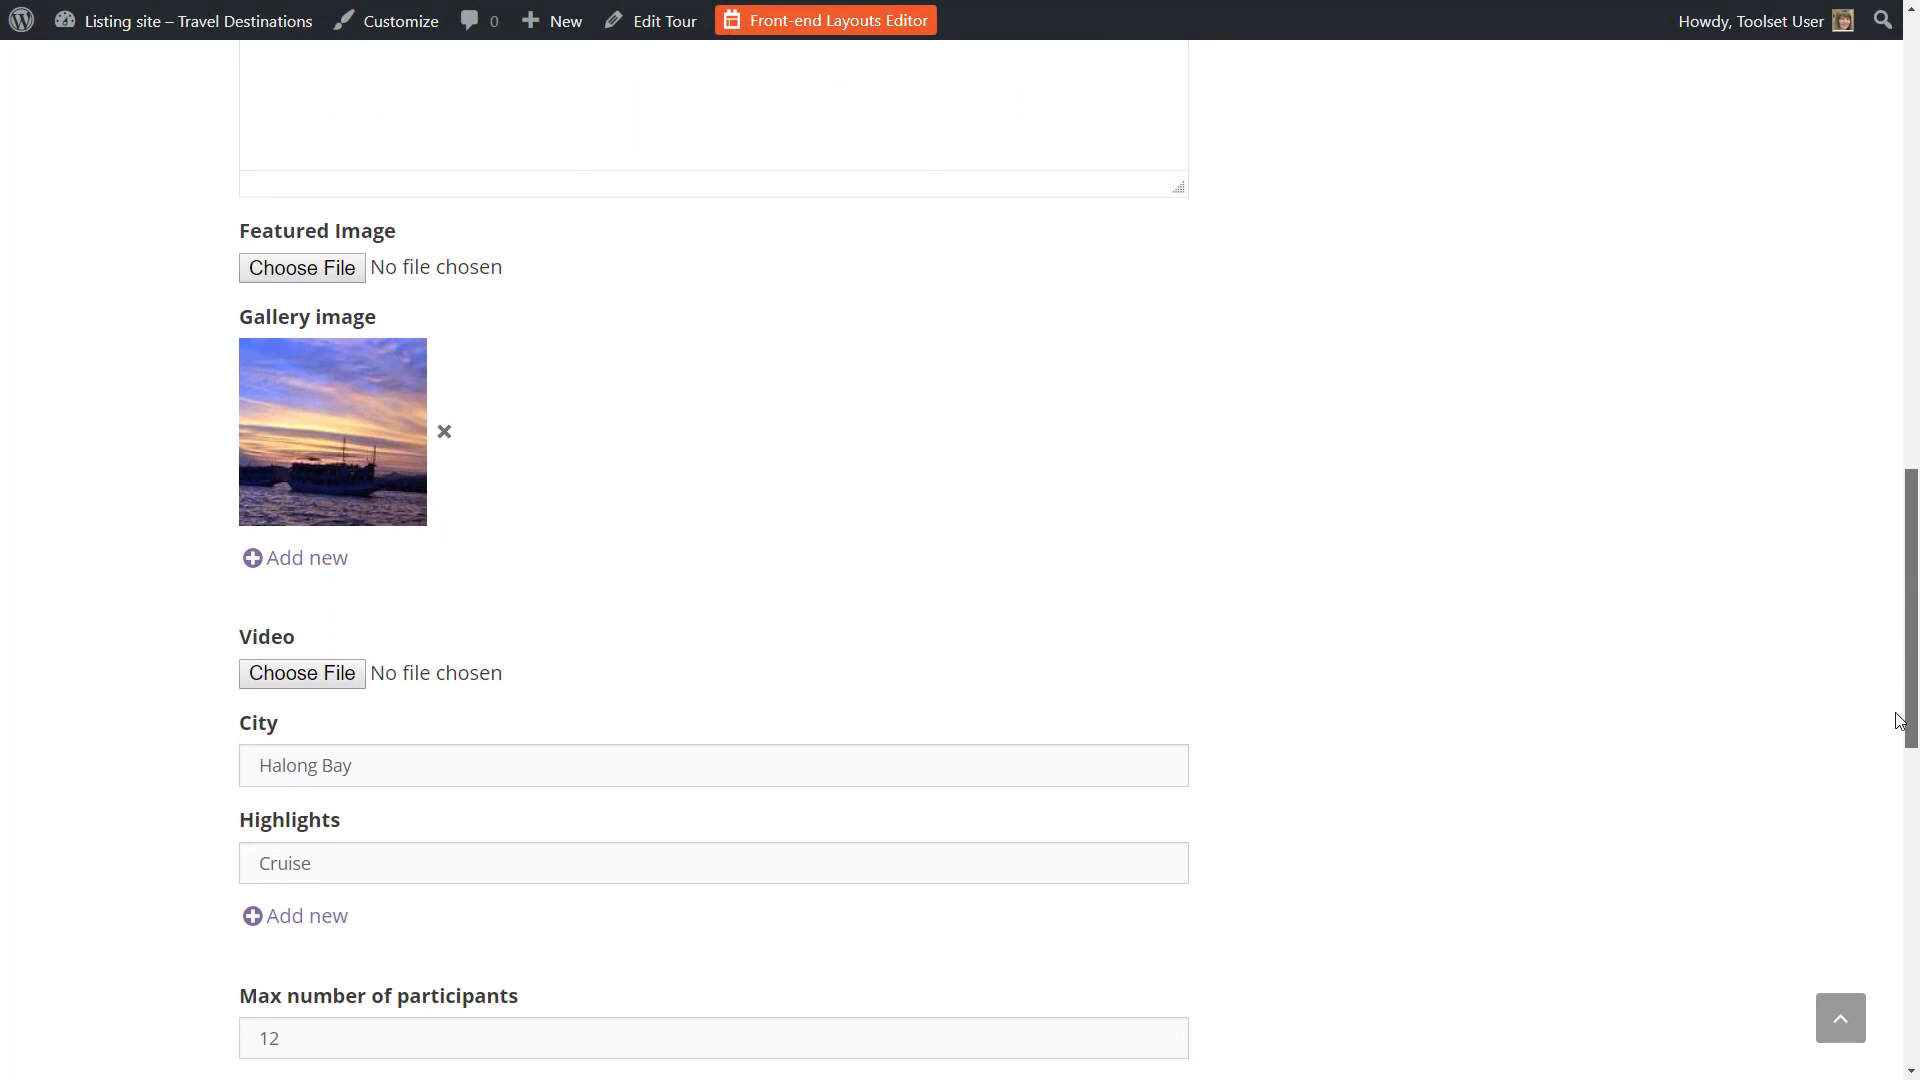 Listing site – Travel Destinations Customize 0 New Edit Tour Front-end Layouts Editor Howdy, Toolset User
Featured Image
Choose File No file chosen
Gallery image
Add new
Video
Choose File No file chosen
City
Halong Bay
Highlights
Cruise
Add new
Max number of participants
12